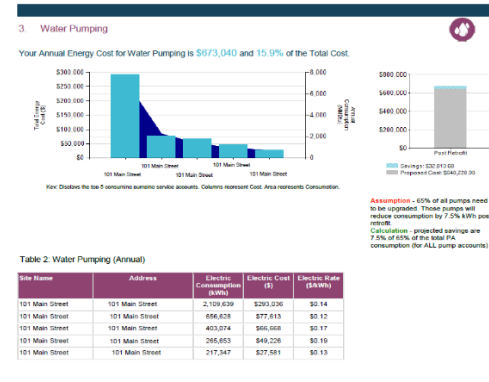 3. Water Pumping
Your Annual Energy Cost for Water Pumping is $673,040 and 15.9% of the Total Cost.
Total Energy Cost ($)
$300,000
$250,000
$200,000
$150,000
$100,000
$50,000
$0
8,000
6,000
4,000
2,000
0
Annual Consumption
101 Main Street
101 Main Street
101 Main Street
101 Main Street
101 Main Street
Key: Displays the top 5 consuming pumping service accounts. Columns represent Cost. Area represents Consumption.
$800,000
$600,000
$400,000
$200,000
$0
Post Retrofit
Savings:
Proposed Cost:
Assumption - 65% of all pumps need
to be upgraded. Those pumps will
reduce consumption by 7.5% kWh post
retrofit.
Calculation - projected savings are
7.5% of 65% of the total PA
consumption (for ALL pump accounts)
Table 2: Water Pumping (Annual)
Site Name Address Electric Consumption (kWh) Electric Cost ($) Electric Rate ($/kWh)
101 Main Street 101 Main Street 2,109,639 $293,036 $0.14
101 Main Street 101 Main Street 656,628 $77,613 $0.12
101 Main Street 101 Main Street 403,074 $66,668 $0.17
101 Main Street 101 Main Street 265,653 $49,226 $0.19
101 Main Street 101 Main Street 217,347 $27,581 $0.13